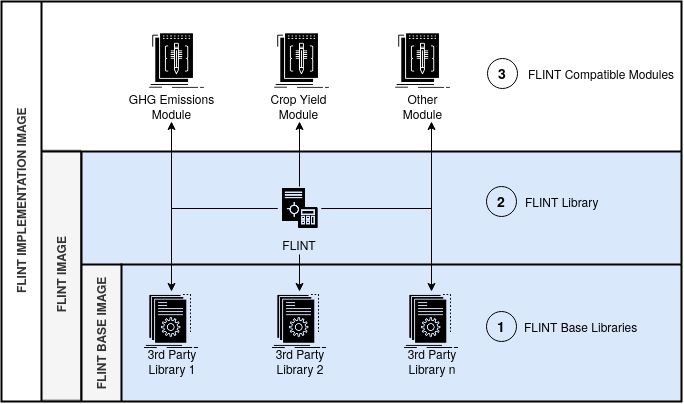 FLINT IMPLEMENTATION IMAGE
FLINT IMAGE
FLINT BASE IMAGE
GHG Emissions
Module
Crop Yield
Module
Other
Module
3
FLINT Compatible Modules
FLINT
2
FLINT Library
3rd Party
Library 1
3rd Party
Library 2
3rd Party
Library n
1
FLINT Base Libraries